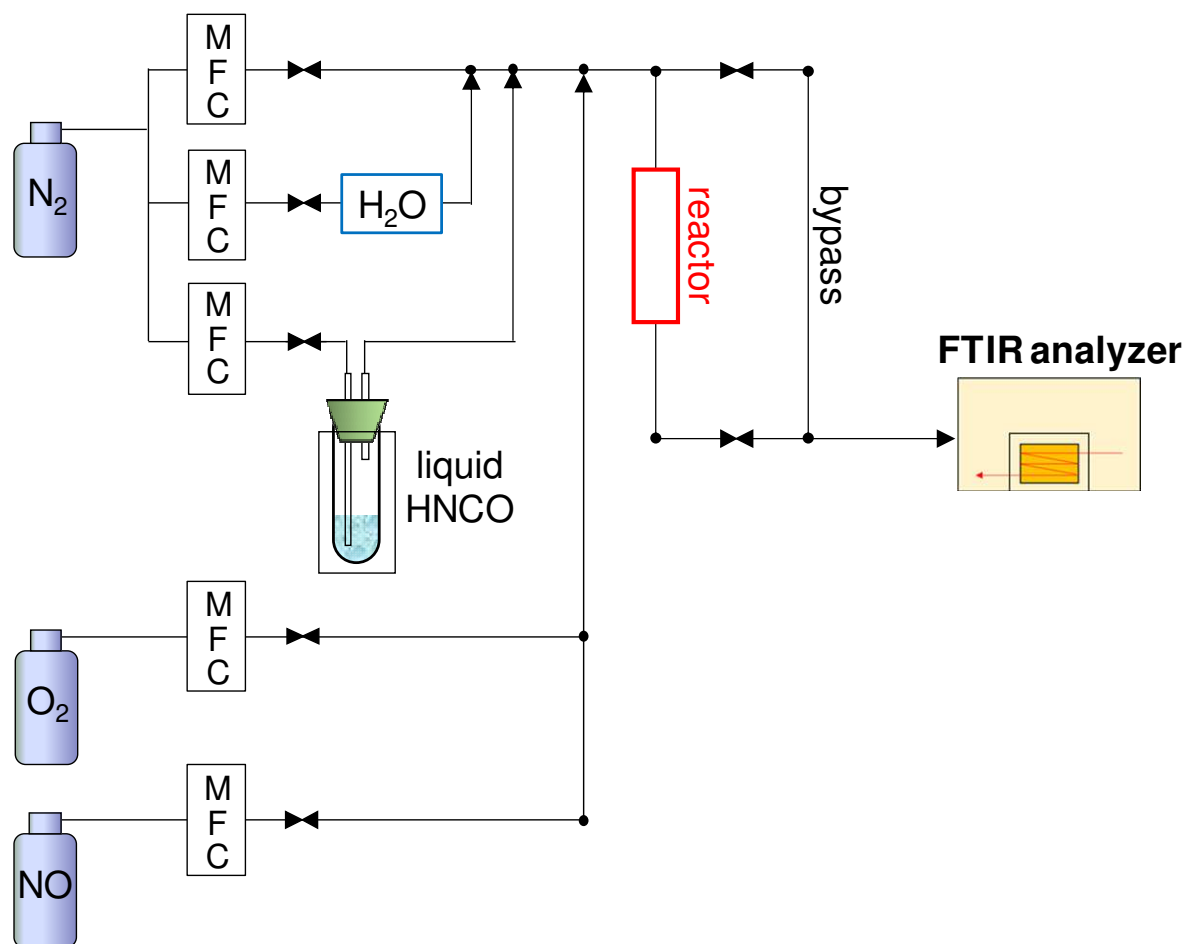 M
F
C
N₂
M
F
C
H₂O
reactor
bypass
M
F
C
FTIR analyzer
liquid
HNCO
M
F
C
O₂
M
F
C
NO